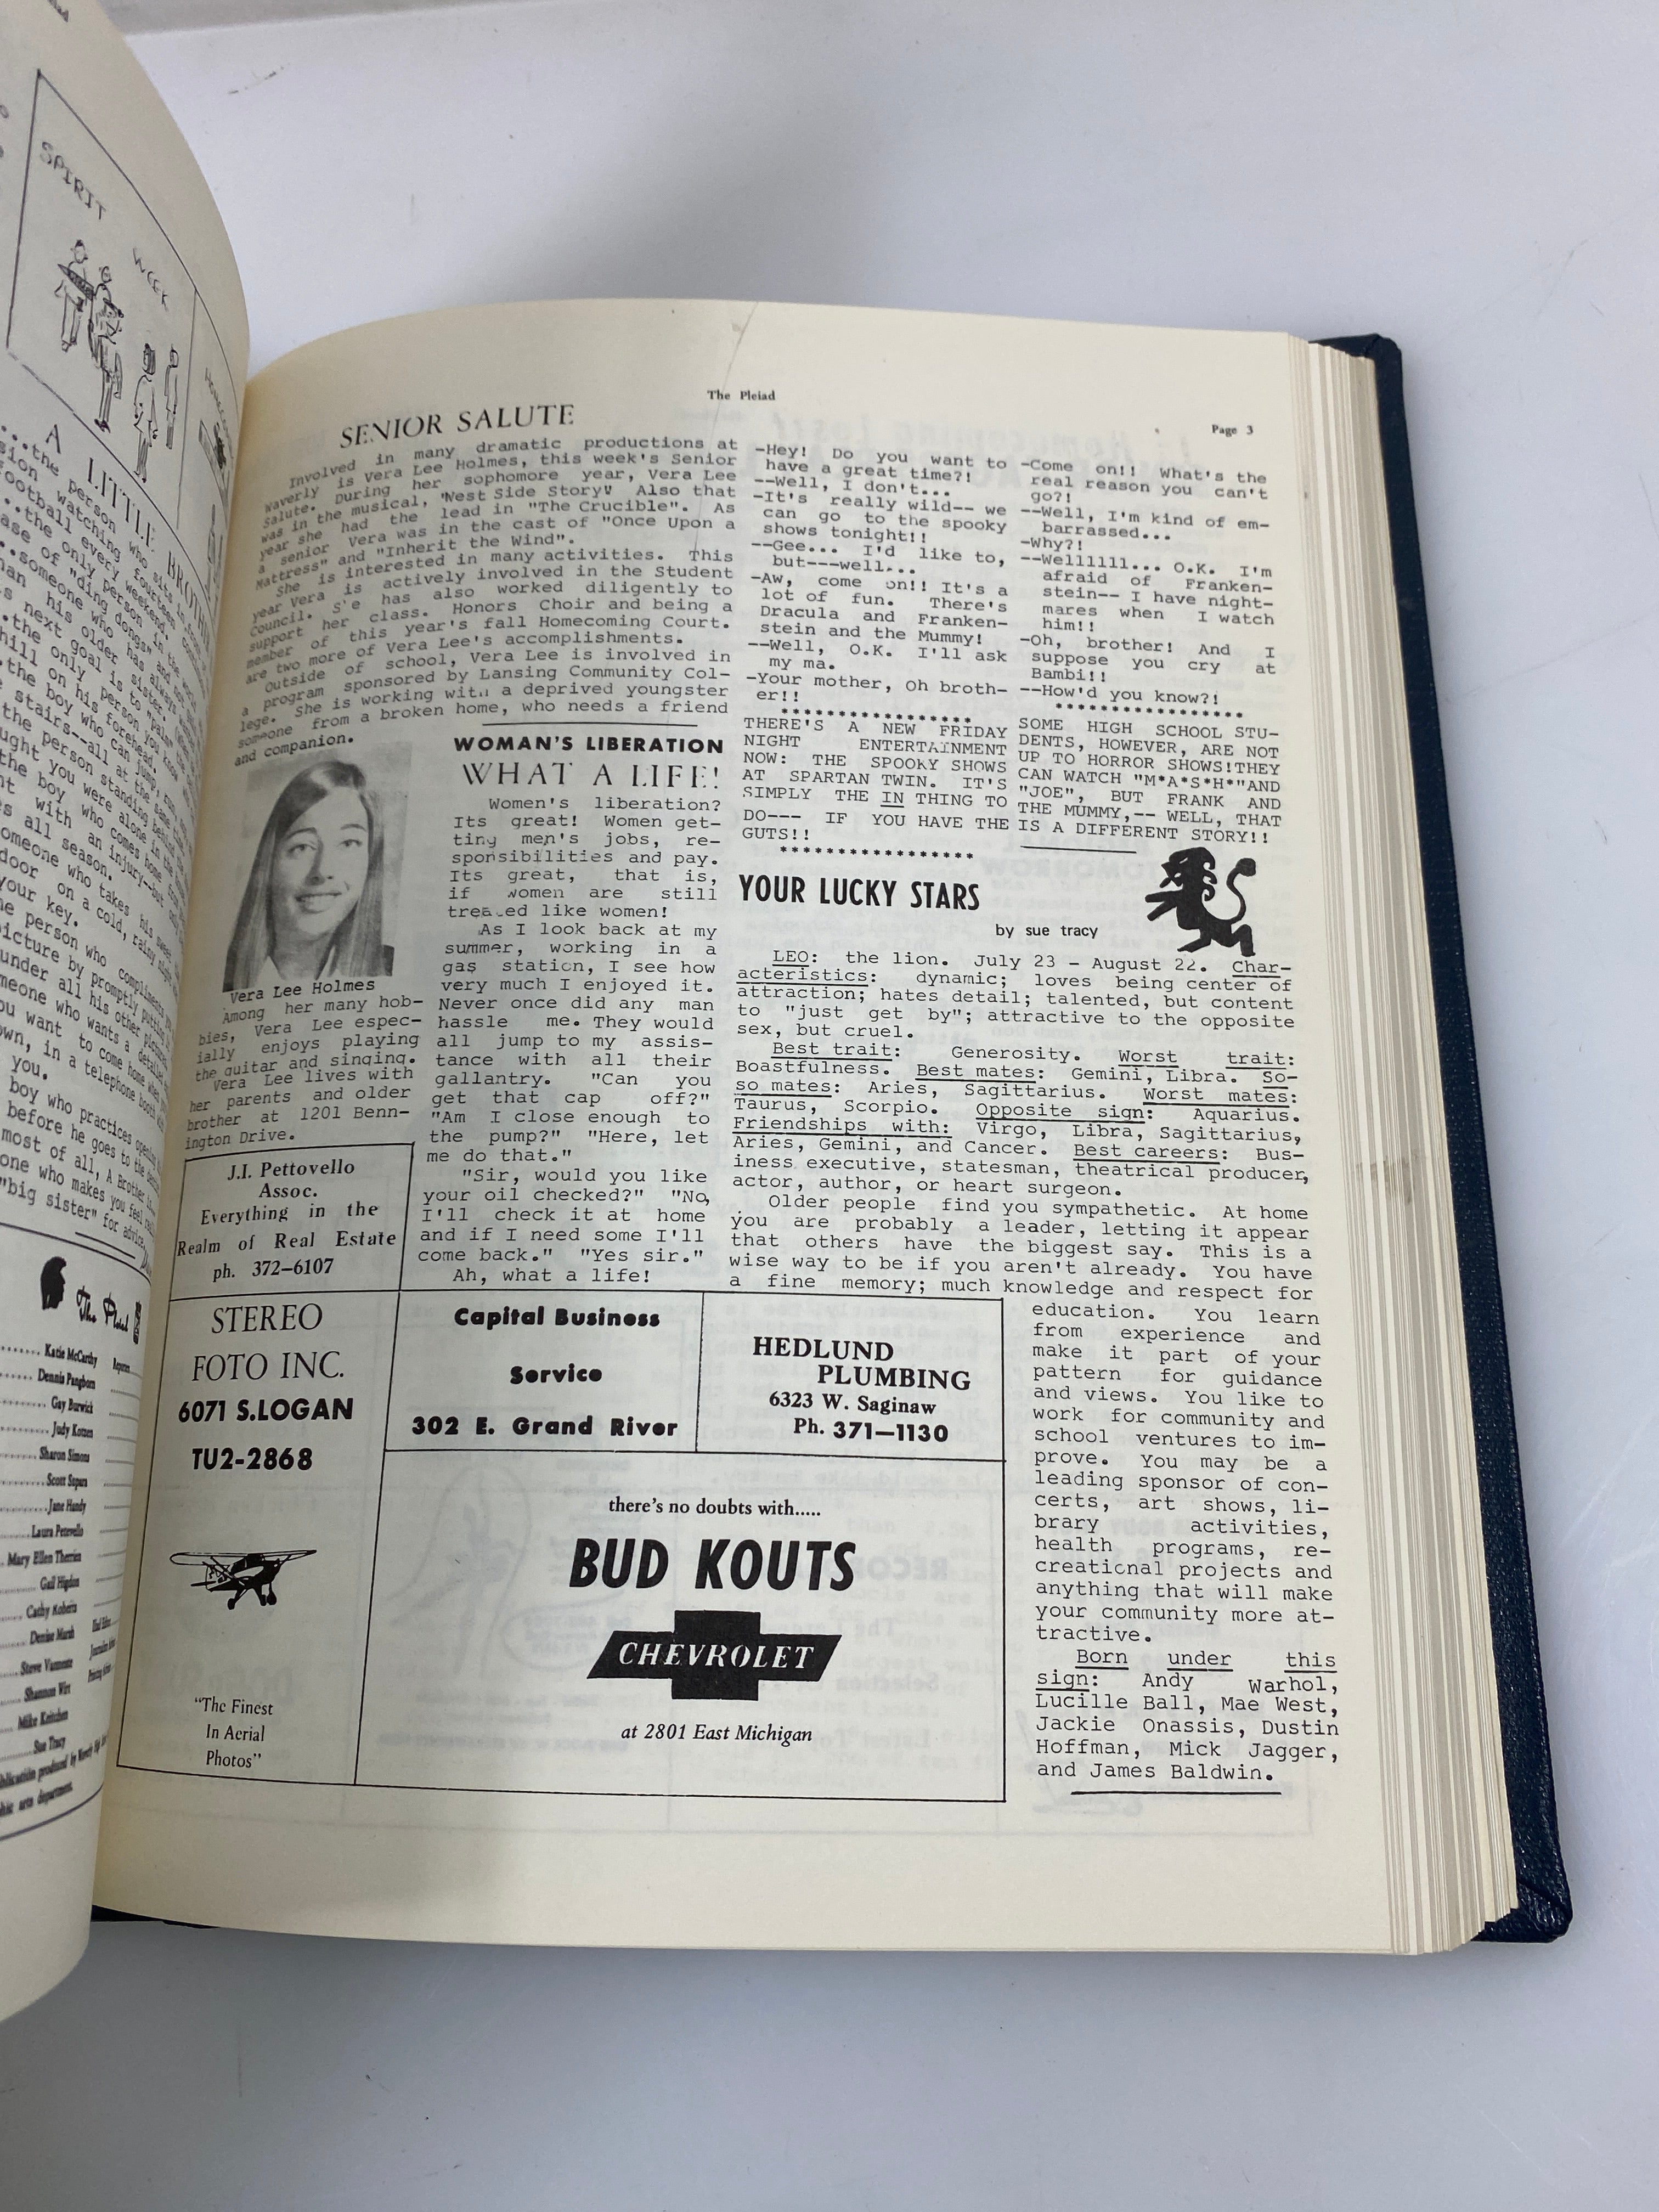 SPIRIT
WEEK
A LITTLE BROTHER
The Pleiad
Katie McCarthy
Dennis Pangborn
Gay Burwick
Judy Kotsen
Sharon Simons
Jane Handy
Mary Ellen Therrien
Gail Higdon
Cathy Roberts
Denise Marsh
Shannon Wirt
Sue Tracy
The Pleiad
Page 3
SENIOR SALUTE
Involved in many dramatic productions at
Waverly is Vera Lee Holmes, this week's Senior
Salute. During her sophomore year, Vera Lee
was in the musical, "West Side Story" Also that
year she had the lead in "The Crucible". As
a senior Vera was in the cast of "Once Upon a
Mattress" and "Inherit the Wind".
She is interested in many activities. This
year Vera is actively involved in the Student
Council. S'e has also worked diligently to
support her class. Honors Choir and being a
member of this year's fall Homecoming Court.
are two more of Vera Lee's accomplishments.
Outside of school, Vera Lee is involved in
a program sponsored by Lansing Community Col-
lege. She is working with a deprived youngster
someone from a broken home, who needs a friend
and companion.
Vera Lee Holmes
Among her many hob-
bies, Vera Lee espec-
ially enjoys playing
the guitar and singing.
Vera Lee lives with
her parents and older
brother at 1201 Benn-
ington Drive.
WOMAN'S LIBERATION
WHAT A LIFE!
Women's liberation?
Its great! Women get-
ting men's jobs, re-
sponsibilities and pay.
Its great, that is,
if women are still
treated like women!
As I look back at my
summer, working in a
gas station, I see how
very much I enjoyed it.
Never once did any man
hassle me. They would
all jump to my assis-
tance with all their
gallantry. "Can you
get that cap off?"
"Am I close enough to
the pump?" "Here, let
me do that."
"Sir, would you like
your oil checked?" "No,
I'll check it at home
and if I need some I'll
come back." "Yes sir."
Ah, what a life!
-Hey! Do you want to
have a great time?!
--Well, I don't...
-It's really wild-- we
can go to the spooky
shows tonight!!
--Gee... I'd like to,
but---well...
-Aw, come on!! It's a
lot of fun. There's
Dracula and Franken-
stein and the Mummy!
--Well, O.K. I'll ask
my ma.
-Your mother, Oh broth-
er!!
*****************
THERE'S A NEW FRIDAY
NIGHT ENTERTAINMENT
NOW: THE SPOOKY SHOWS
AT SPARTAN TWIN. IT'S
SIMPLY THE IN THING TO
DO--- IF YOU HAVE THE
GUTS!!
*****************
-Come on!! What's the
real reason you can't
go?!
--Well, I'm kind of em-
barrassed...
-Why?!
--Wellllll... O.K. I'm
afraid of Franken-
stein-- I have night-
mares when I watch
him!!
-Oh, brother! And I
suppose you cry at
Bambi!!
--How'd you know?!
*****************
SOME HIGH SCHOOL STU-
DENTS, HOWEVER, ARE NOT
UP TO HORROR SHOWS!THEY
CAN WATCH "M*A*S*H*"AND
"JOE", BUT FRANK AND
THE MUMMY,-- WELL, THAT
IS A DIFFERENT STORY!!
YOUR LUCKY STARS
by sue tracy
LEO: the lion. July 23 - August 22. Char-
acteristics: dynamic; loves being center of
attraction; hates detail; talented, but content
to "just get by"; attractive to the opposite
sex, but cruel.
Best trait: Generosity. Worst trait:
Boastfulness. Best mates: Gemini, Libra. So-
so mates: Aries, Sagittarius. Worst mates:
Taurus, Scorpio. Opposite sign: Aquarius.
Friendships with: Virgo, Libra, Sagittarius,
Aries, Gemini, and Cancer. Best careers: Bus-
iness executive, statesman, theatrical producer,
actor, author, or heart surgeon.
Older people find you sympathetic. At home
you are probably a leader, letting it appear
that others have the biggest say. This is a
wise way to be if you aren't already. You have
a fine memory; much knowledge and respect for
education. You learn
from experience and
make it part of your
pattern for guidance
and views. You like to
work for community and
school ventures to im-
prove. You may be a
leading sponsor of con-
certs, art shows, li-
brary activities,
health programs, re-
creational projects and
anything that will make
your community more at-
tractive.
Born under this
sign: Andy Warhol,
Lucille Ball, Mae West,
Jackie Onassis, Dustin
Hoffman, Mick Jagger,
and James Baldwin.
J.I. Pettovello
Assoc.
Everything in the
Realm of Real Estate
ph. 372-6107
STEREO
FOTO INC.
6071 S.LOGAN
TU2-2868
"The Finest
In Aerial
Photos"
Capital Business
Service
302 E. Grand River
HEDLUND
PLUMBING
6323 W. Saginaw
Ph. 371-1130
there's no doubts with.....
BUD KOUTS
CHEVROLET
at 2801 East Michigan